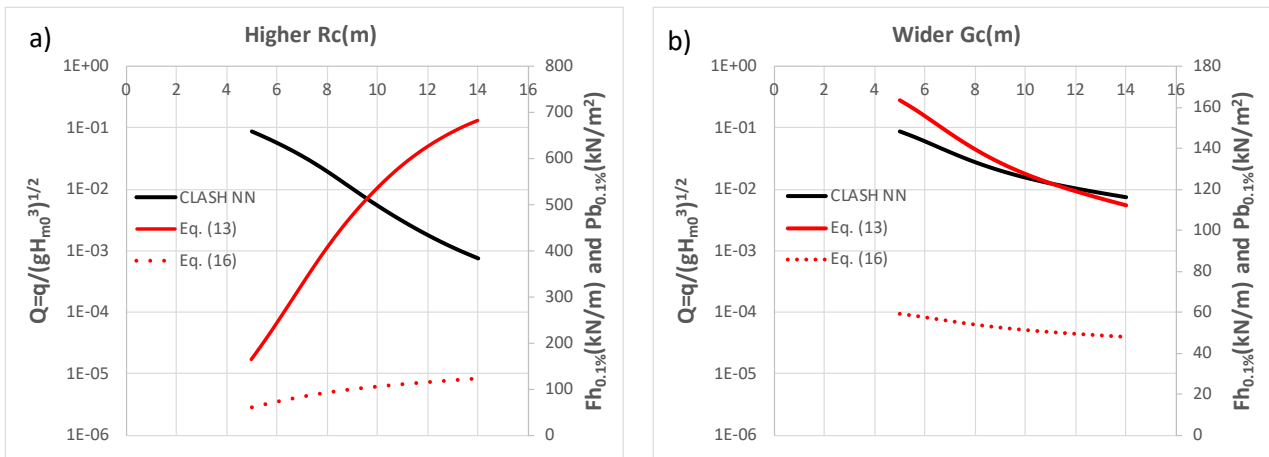 a)
Higher Rc(m)
1E+00
1E-01
1E-02
1E-03
1E-04
1E-05
1E-06
0 2 4 6 8 10 12 14 16
800
700
600
500
400
300
200
100
0
Q=q/(gHm0³)¹/²
Fh0.1%(kN/m) and Pb0.1%(kN/m²)
CLASH NN
Eq. (13)
Eq. (16)
b)
Wider Gc(m)
1E+00
1E-01
1E-02
1E-03
1E-04
1E-05
1E-06
0 2 4 6 8 10 12 14 16
180
160
140
120
100
80
60
40
20
0
Q=q/(gHm0³)¹/²
Fh0.1%(kN/m) and Pb0.1%(kN/m²)
CLASH NN
Eq. (13)
Eq. (16)